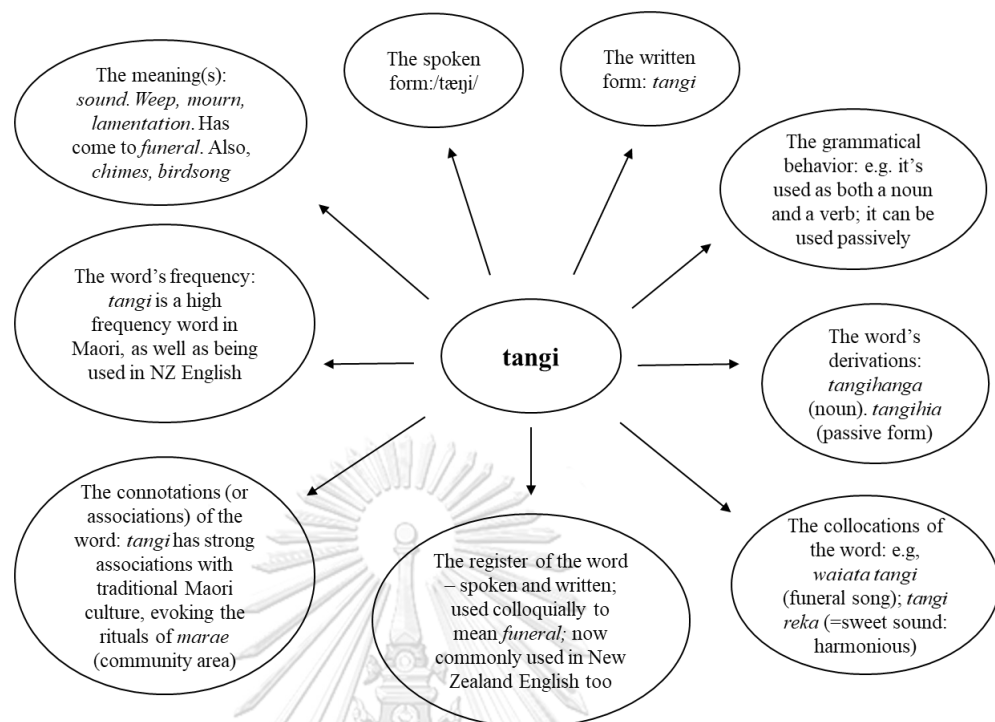 The meaning(s):
sound. Weep, mourn,
lamentation. Has
come to funeral. Also,
chimes, birdsong
The spoken
form:/tæŋi/
The written
form: tangi
The grammatical
behavior: e.g. it’s
used as both a noun
and a verb; it can be
used passively
The word’s frequency:
tangi is a high
frequency word in
Maori, as well as being
used in NZ English
tangi
The word’s
derivations:
tangihanga
(noun). tangihia
(passive form)
The connotations (or
associations) of the
word: tangi has strong
associations with
traditional Maori
culture, evoking the
rituals of marae
(community area)
The register of the word
– spoken and written;
used colloquially to
mean funeral; now
commonly used in New
Zealand English too
The collocations of
the word: e.g,
waiata tangi
(funeral song); tangi
reka (=sweet sound:
harmonious)